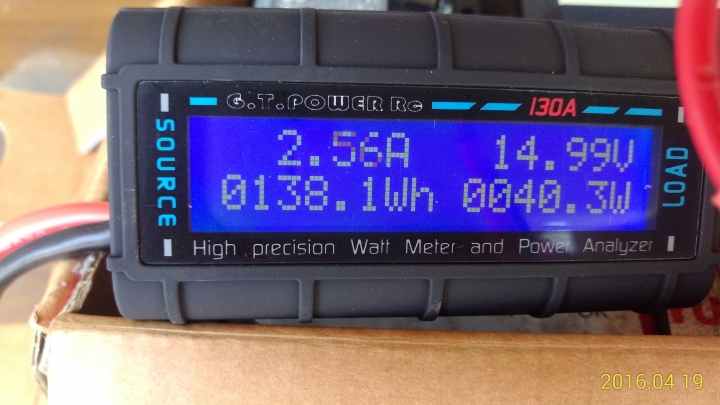 G.T.POWER RC 130A
SOURCE
2.56A 14.99V
0138.1Wh 0040.3W
LOAD
High precision Watt Meter and Power Analyzer
2016.04.19